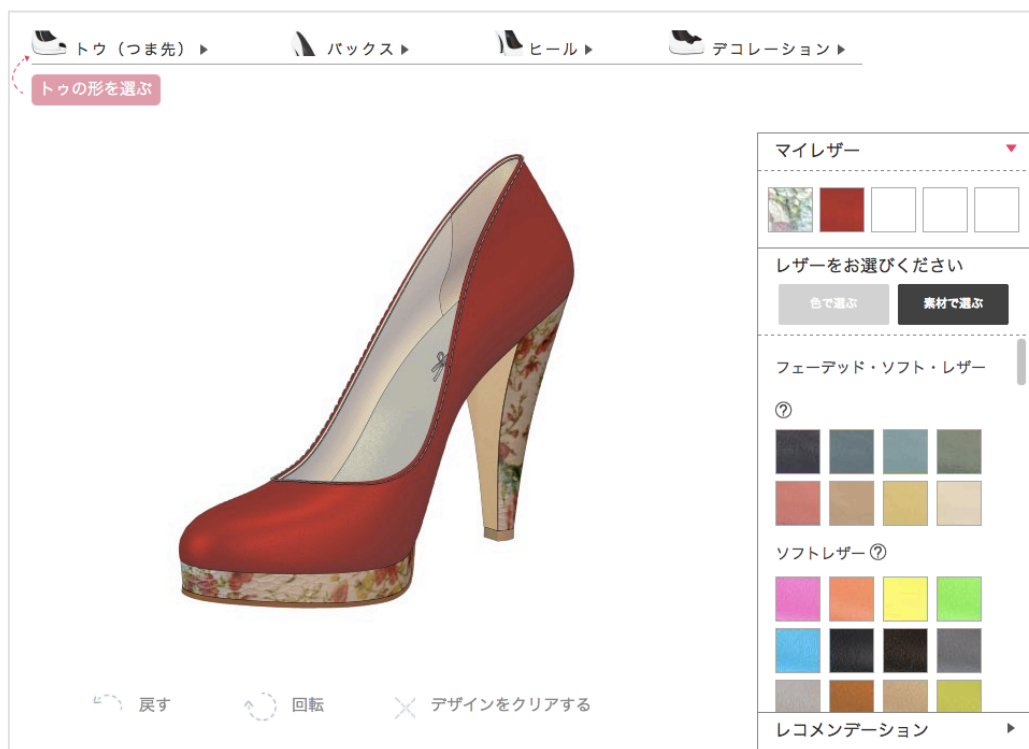 トウ（つま先）
バックス
ヒール
デコレーション
トゥの形を選ぶ
マイレザー
レザーをお選びください
色で選ぶ 素材で選ぶ
フェーデッド・ソフト・レザー
?
ソフトレザー ?
戻す 回転 デザインをクリアする
レコメンデーション